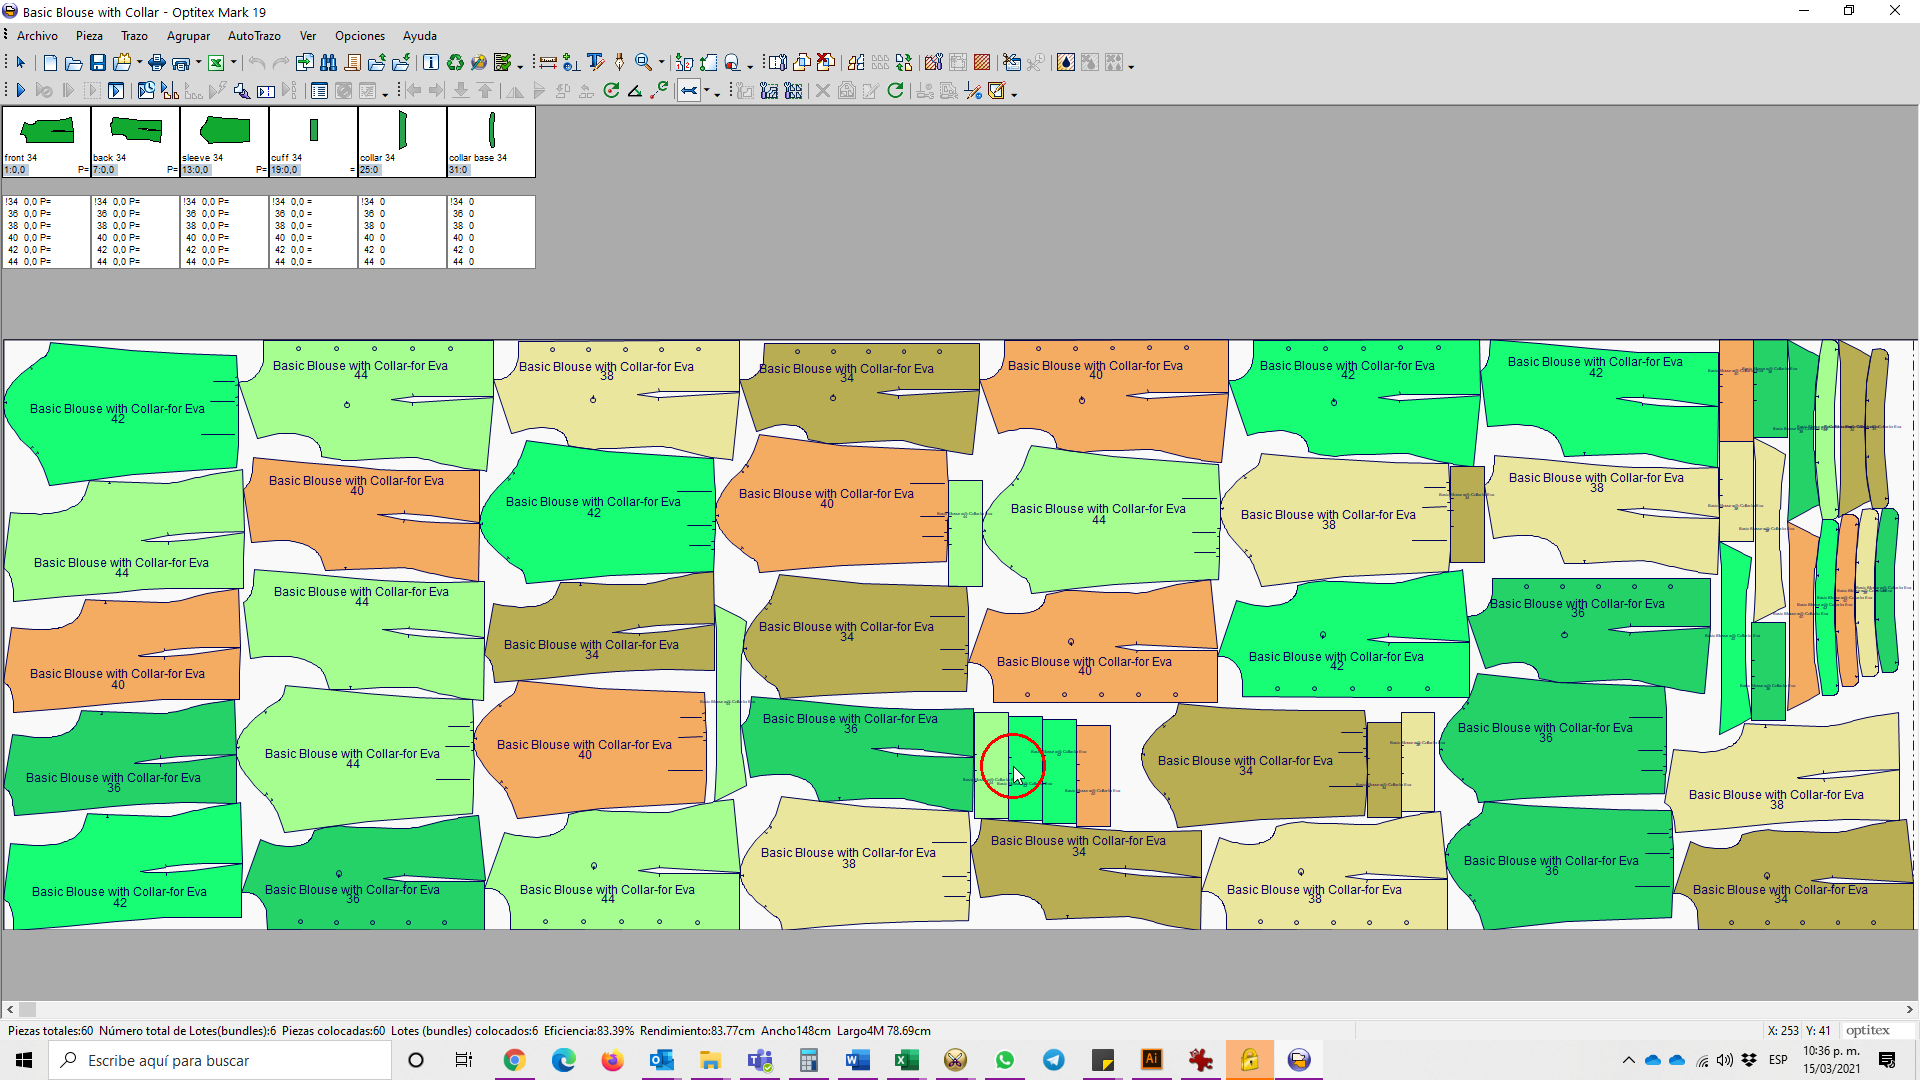 Basic Blouse with Collar - Optitex Mark 19
Archivo Pieza Trazo Agrupar AutoTrazo Ver Opciones Ayuda
front 34 back 34 sleeve 34 cuff 34 collar 34 collar base 34
1:0,0 P= 7:0,0 P= 13:0,0 P= 19:0,0 = 25:0 31:0
!34 0,0 P= !34 0,0 P= !34 0,0 P= !34 0,0 = !34 0 !34 0
36 0,0 P= 36 0,0 P= 36 0,0 P= 36 0,0 = 36 0 36 0
38 0,0 P= 38 0,0 P= 38 0,0 P= 38 0,0 = 38 0 38 0
40 0,0 P= 40 0,0 P= 40 0,0 P= 40 0,0 = 40 0 40 0
42 0,0 P= 42 0,0 P= 42 0,0 P= 42 0,0 = 42 0 42 0
44 0,0 P= 44 0,0 P= 44 0,0 P= 44 0,0 = 44 0 44 0
Basic Blouse with Collar-for Eva
42
Basic Blouse with Collar-for Eva
44
Basic Blouse with Collar-for Eva
38
Basic Blouse with Collar-for Eva
34
Basic Blouse with Collar-for Eva
40
Basic Blouse with Collar-for Eva
42
Basic Blouse with Collar-for Eva
42
Basic Blouse with Collar-for Eva
44
Basic Blouse with Collar-for Eva
40
Basic Blouse with Collar-for Eva
42
Basic Blouse with Collar-for Eva
40
Basic Blouse with Collar-for Eva
44
Basic Blouse with Collar-for Eva
38
Basic Blouse with Collar-for Eva
38
Basic Blouse with Collar-for Eva
40
Basic Blouse with Collar-for Eva
44
Basic Blouse with Collar-for Eva
34
Basic Blouse with Collar-for Eva
34
Basic Blouse with Collar-for Eva
40
Basic Blouse with Collar-for Eva
42
Basic Blouse with Collar-for Eva
36
Basic Blouse with Collar-for Eva
36
Basic Blouse with Collar-for Eva
44
Basic Blouse with Collar-for Eva
40
Basic Blouse with Collar-for Eva
36
Basic Blouse with Collar-for Eva
34
Basic Blouse with Collar-for Eva
36
Basic Blouse with Collar-for Eva
38
Basic Blouse with Collar-for Eva
42
Basic Blouse with Collar-for Eva
36
Basic Blouse with Collar-for Eva
44
Basic Blouse with Collar-for Eva
38
Basic Blouse with Collar-for Eva
34
Basic Blouse with Collar-for Eva
38
Basic Blouse with Collar-for Eva
36
Basic Blouse with Collar-for Eva
34
Piezas totales:60 Número total de Lotes(bundles):6 Piezas colocadas:60 Lotes (bundles) colocados:6 Eficiencia:83.39% Rendimiento:83.77cm Ancho148cm Largo4M 78.69cm
X: 253 Y: 41 optitex
Escribe aquí para buscar
ESP
10:36 p. m.
15/03/2021